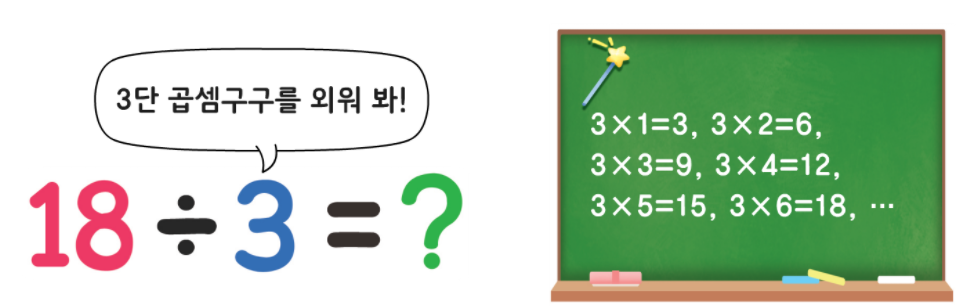 3단 곱셈구구를 외워 봐!
18÷3=?
3×1=3, 3×2=6,
3×3=9, 3×4=12,
3×5=15, 3×6=18, …